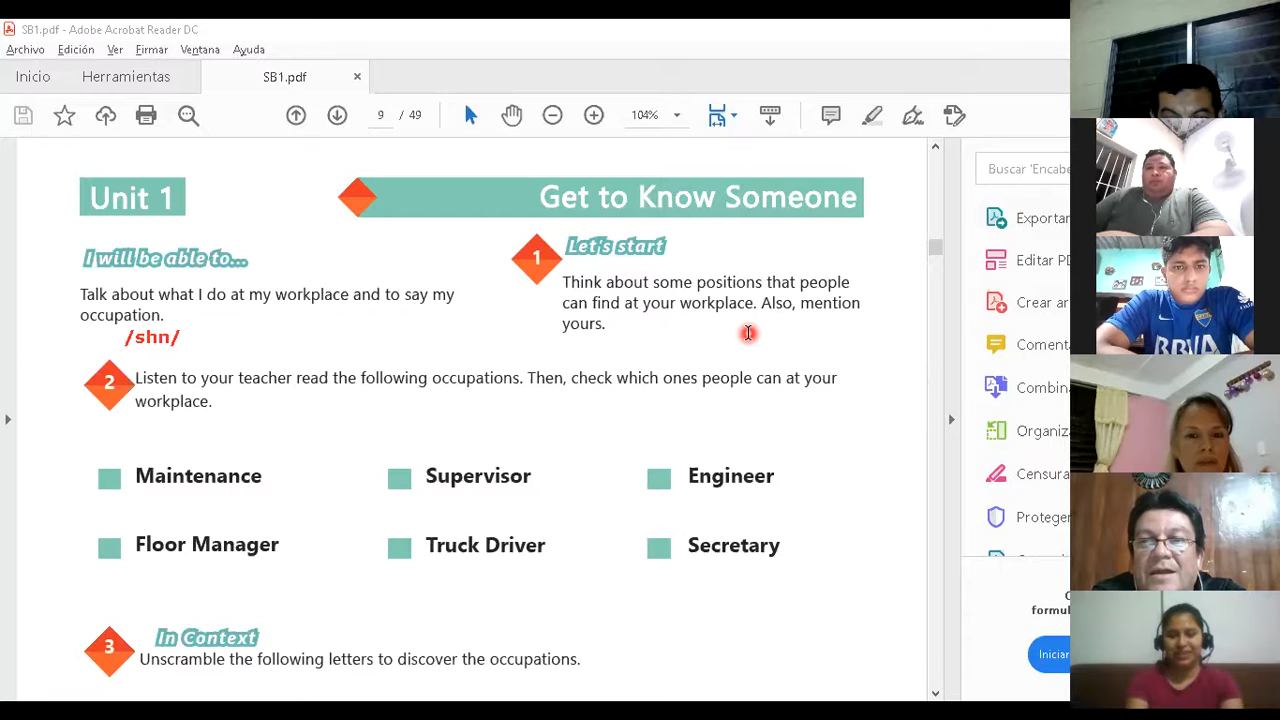 SB1.pdf - Adobe Acrobat Reader DC
Archivo Edición Ver Firmar Ventana Ayuda
Inicio Herramientas SB1.pdf ×
9 / 49 104%
Unit 1
Get to Know Someone
I will be able to...
Talk about what I do at my workplace and to say my
occupation.
/shn/
1 Let's start
Think about some positions that people
can find at your workplace. Also, mention
yours.
2 Listen to your teacher read the following occupations. Then, check which ones people can at your
workplace.
Maintenance Supervisor Engineer
Floor Manager Truck Driver Secretary
3 In Context
Unscramble the following letters to discover the occupations.
Buscar 'Encabe
Exportar
Editar PD
Crear ar
Coment
Combina
Organiz
Censura
Proteger
formul
Iniciar
BBVA